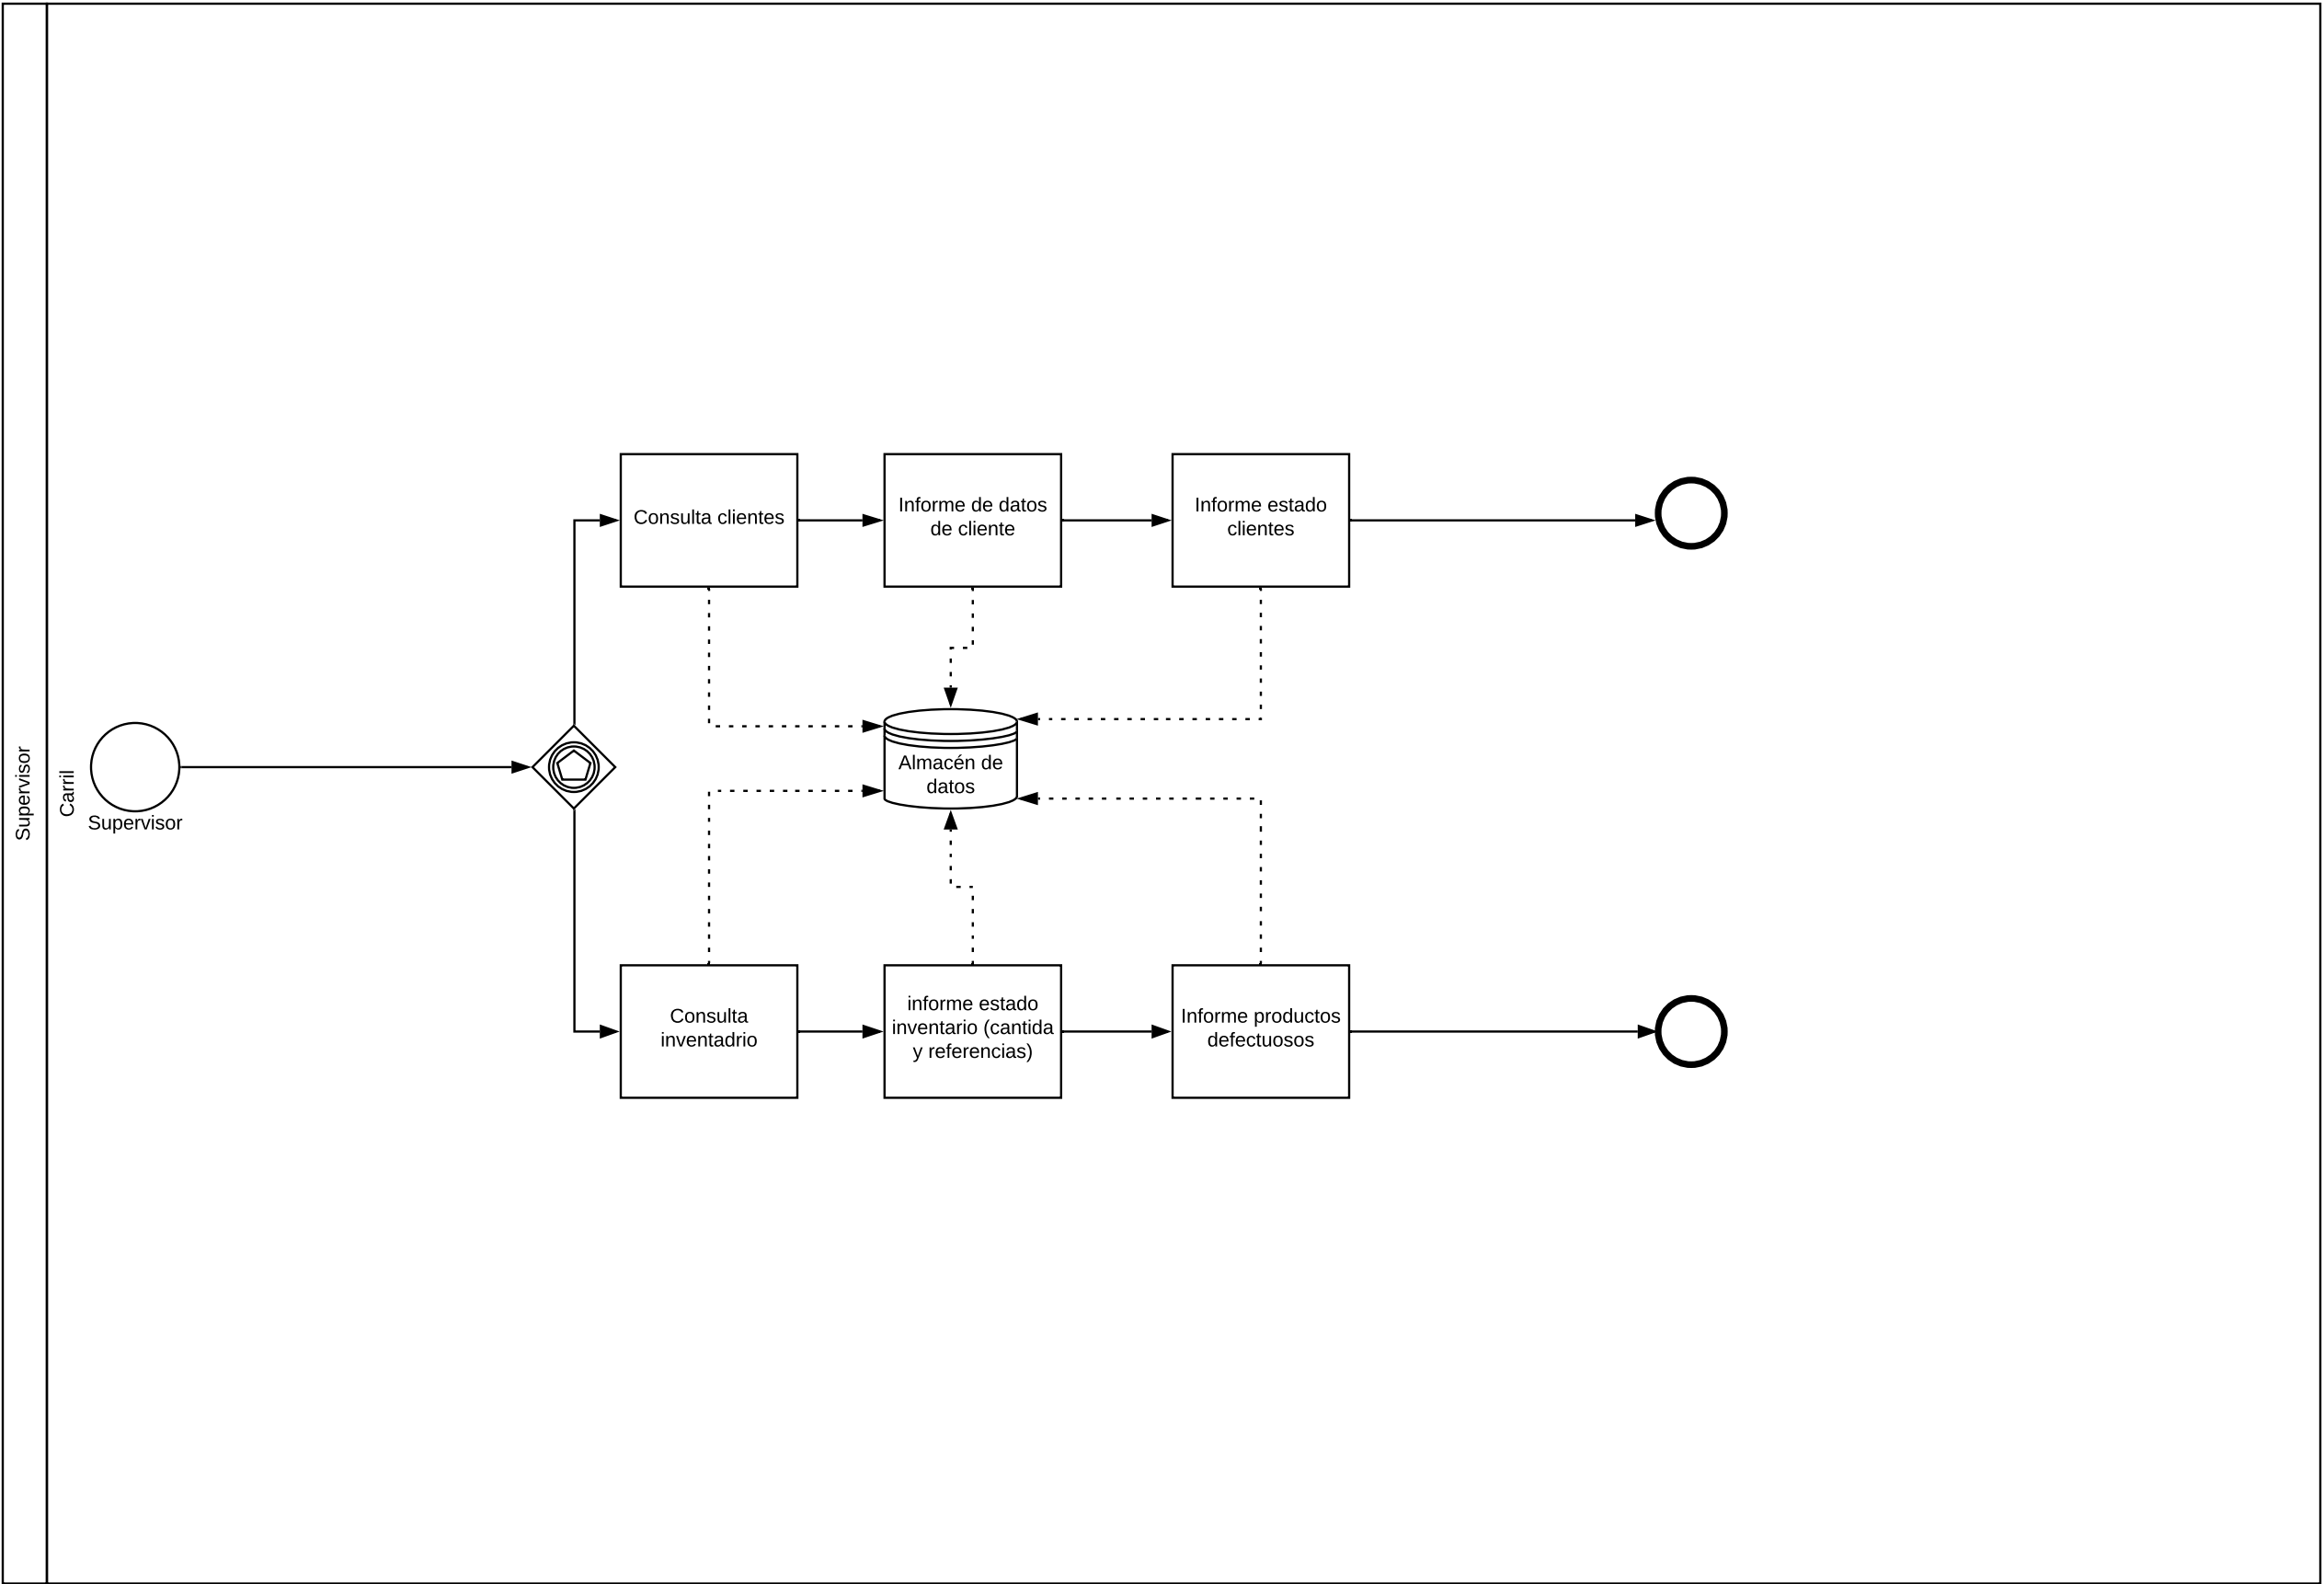 Supervisor
Carril
Supervisor
Consulta clientes
Informe de datos
de cliente
Informe estado
clientes
Almacén de
datos
Consulta
inventadrio
informe estado
inventario (cantida
y referencias)
Informe productos
defectuosos